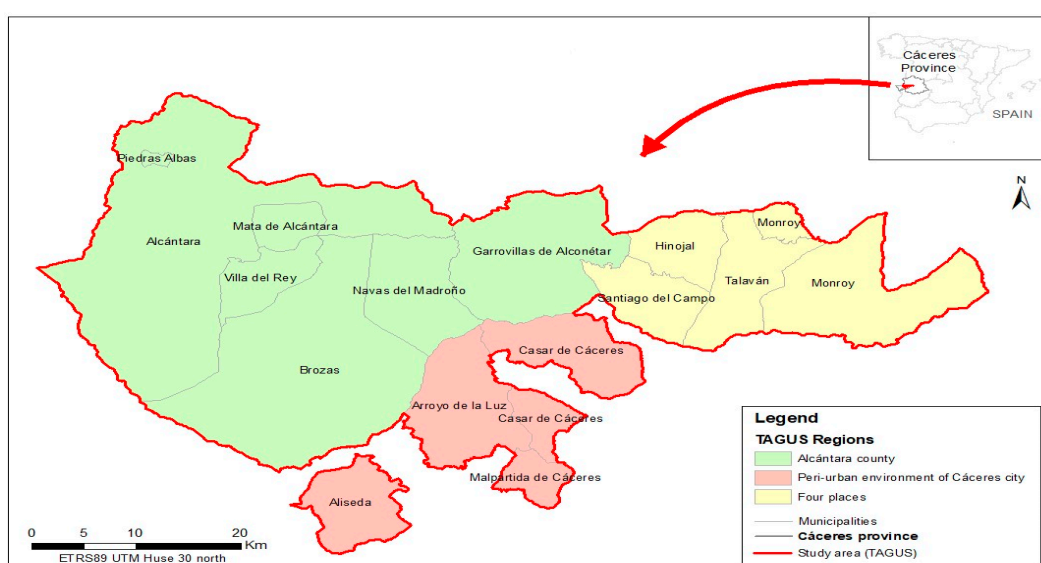 Cáceres
Province
SPAIN
N
Piedras Albas
Mata de Alcántara
Monroy
Alcántara
Garrovillas de Alconétar
Hinojal
Villa del Rey
Navas del Madroño
Talaván
Monroy
Santiago del Campo
Casar de Cáceres
Brozas
Arroyo de la Luz
Casar de Cáceres
Malpartida de Cáceres
Aliseda
Legend
TAGUS Regions
Alcántara county
Peri-urban environment of Cáceres city
Four places
Municipalities
Cáceres province
Study area (TAGUS)
0 5 10 20
Km
ETRS89 UTM Huse 30 north